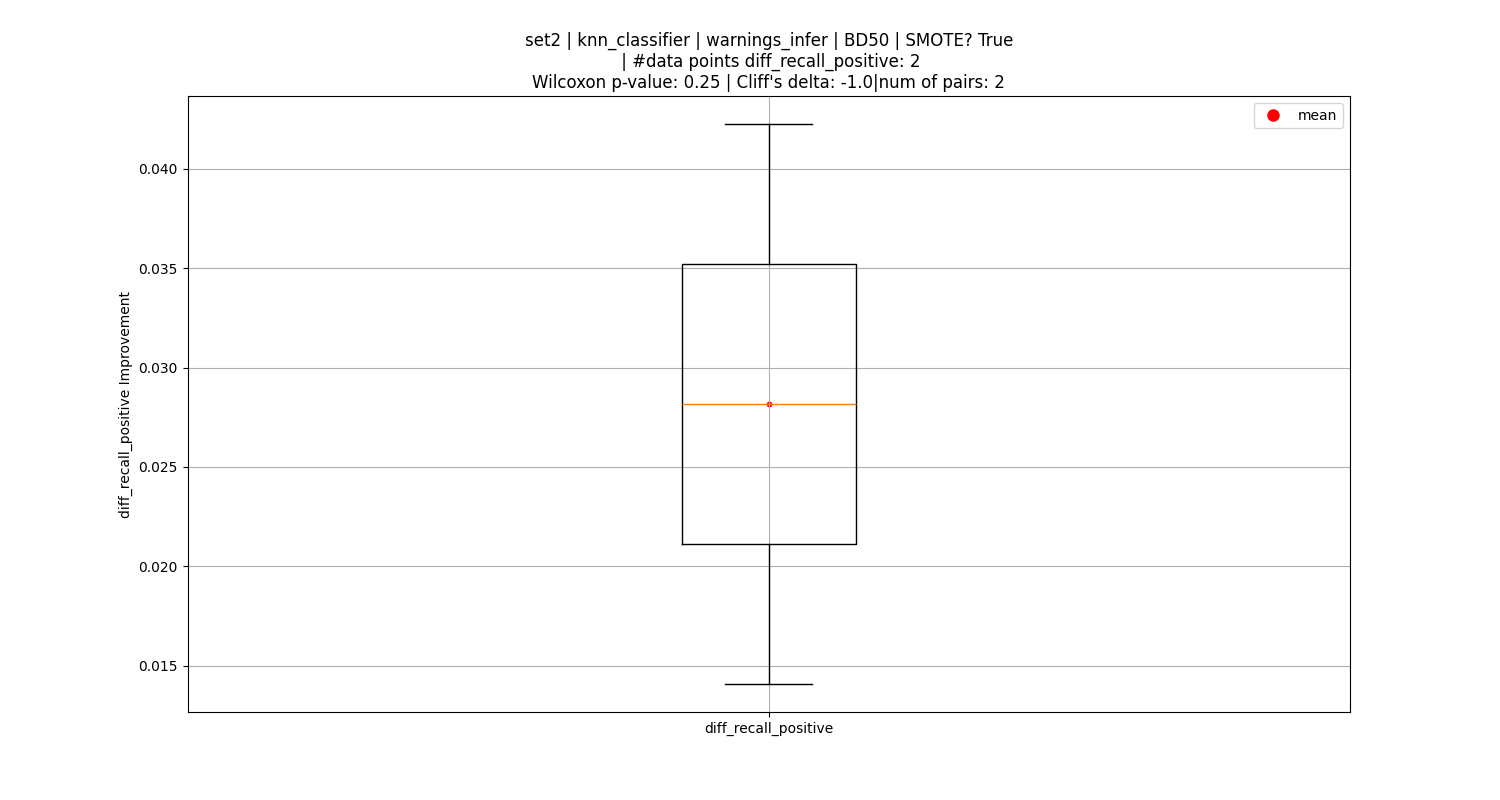 set2 | knn_classifier | warnings_infer | BD50 | SMOTE? True
| #data points diff_recall_positive: 2
Wilcoxon p-value: 0.25 | Cliff's delta: -1.0|num of pairs: 2
mean
0.040
0.035
0.030
0.025
0.020
0.015
diff_recall_positive Improvement
diff_recall_positive